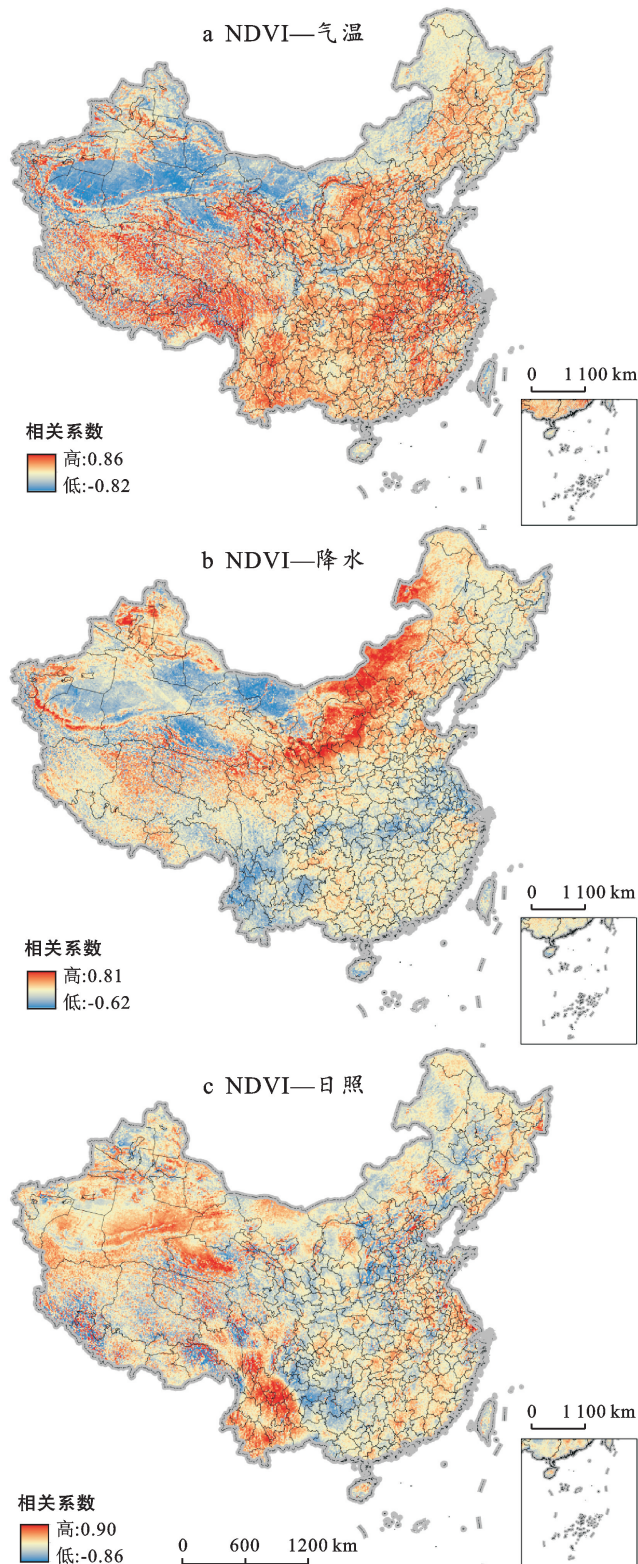 a NDVI—气温
0 1 100 km
相关系数
高:0.86
低:-0.82
b NDVI—降水
0 1 100 km
相关系数
高:0.81
低:-0.62
c NDVI—日照
0 1 100 km
相关系数
高:0.90
低:-0.86
0 600 1200 km